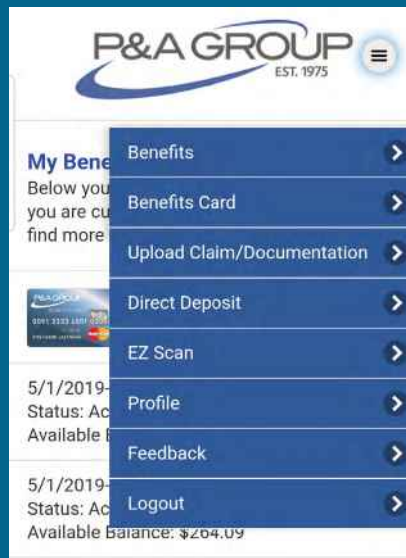 P&A GROUP
EST. 1975
My Bene
Below you
you are cu
find more
Benefits
Benefits Card
Upload Claim/Documentation
Direct Deposit
EZ Scan
Profile
Feedback
Logout
P&A GROUP
5/1/2019-
Status: Ac
Available
5/1/2019-
Status: Ac
Available Balance: $264.09